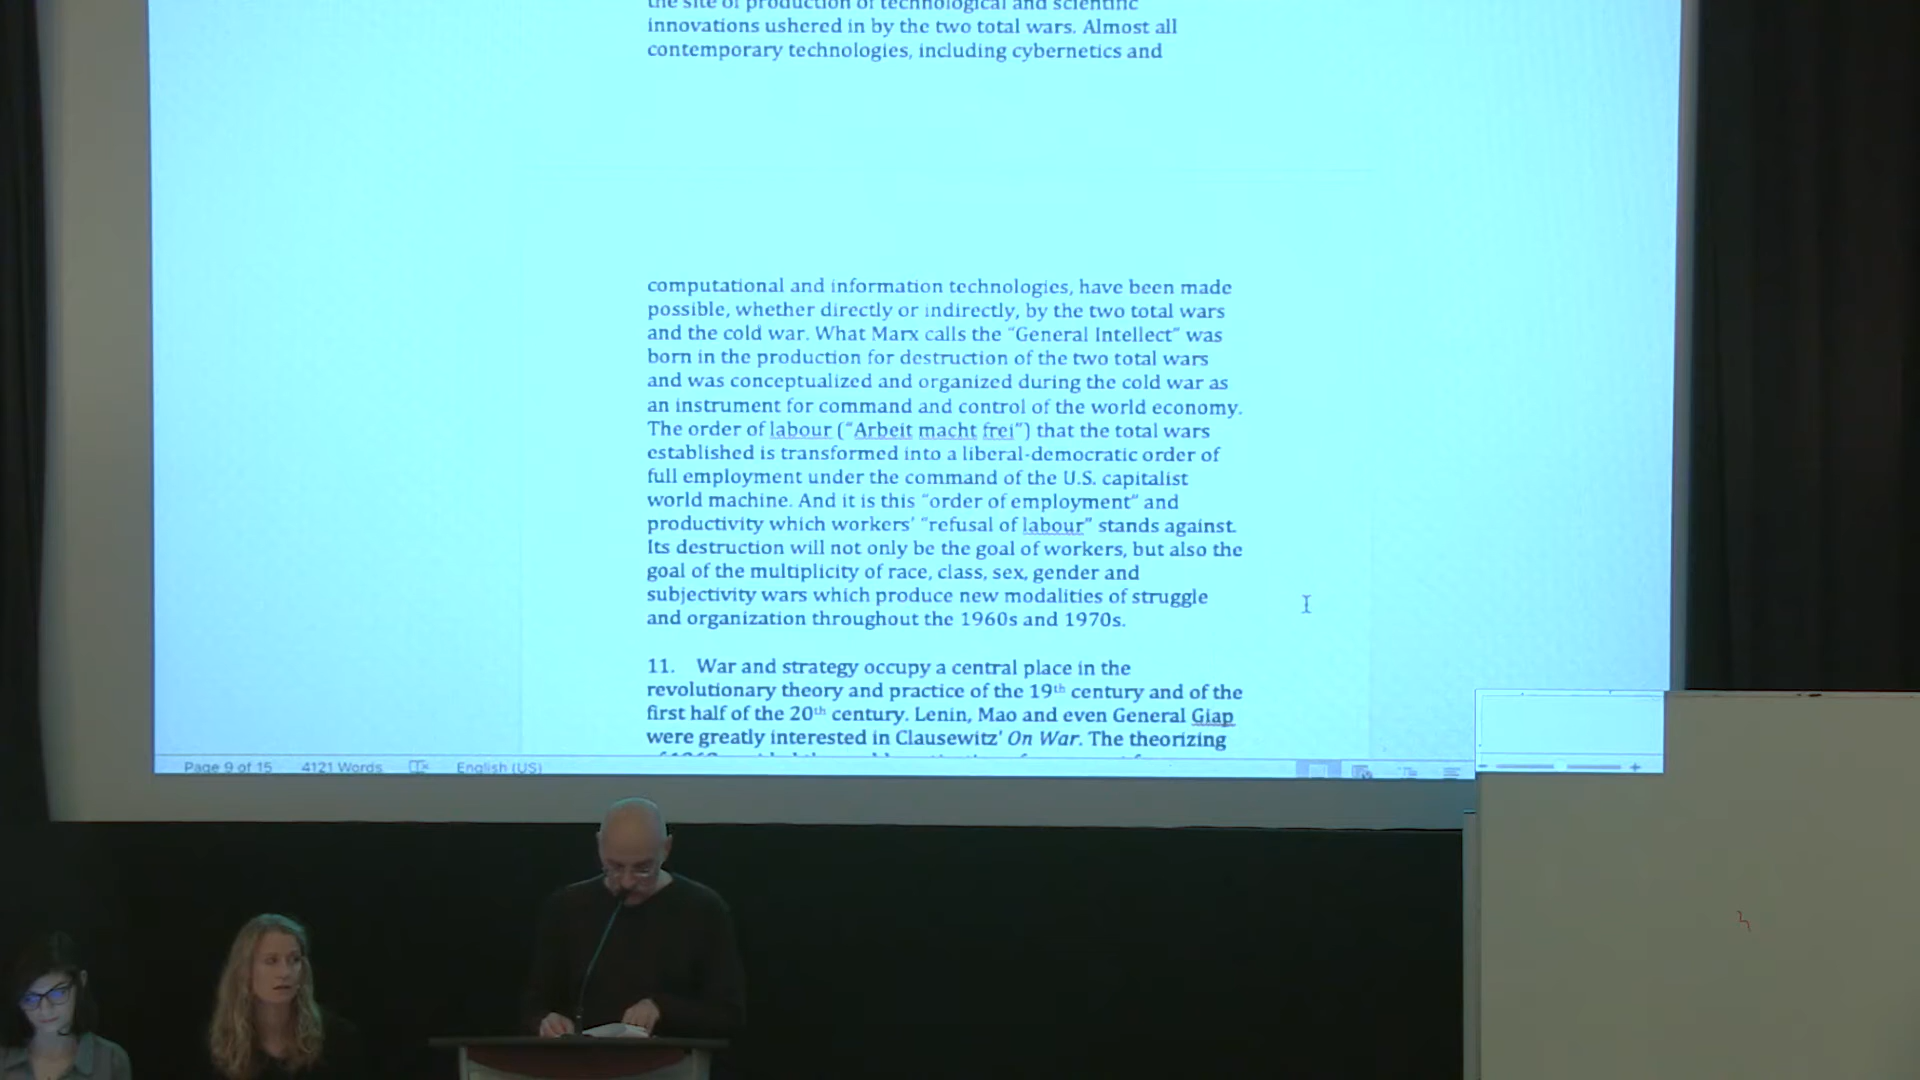 the site of production of technological and scientific
innovations ushered in by the two total wars. Almost all
contemporary technologies, including cybernetics and
computational and information technologies, have been made
possible, whether directly or indirectly, by the two total wars
and the cold war. What Marx calls the “General Intellect” was
born in the production for destruction of the two total wars
and was conceptualized and organized during the cold war as
an instrument for command and control of the world economy.
The order of labour (“Arbeit macht frei”) that the total wars
established is transformed into a liberal-democratic order of
full employment under the command of the U.S. capitalist
world machine. And it is this “order of employment” and
productivity which workers’ “refusal of labour” stands against.
Its destruction will not only be the goal of workers, but also the
goal of the multiplicity of race, class, sex, gender and
subjectivity wars which produce new modalities of struggle
and organization throughout the 1960s and 1970s.
11. War and strategy occupy a central place in the
revolutionary theory and practice of the 19th century and of the
first half of the 20th century. Lenin, Mao and even General Giap
were greatly interested in Clausewitz’ On War. The theorizing
Page 9 of 15 4121 Words English (US)